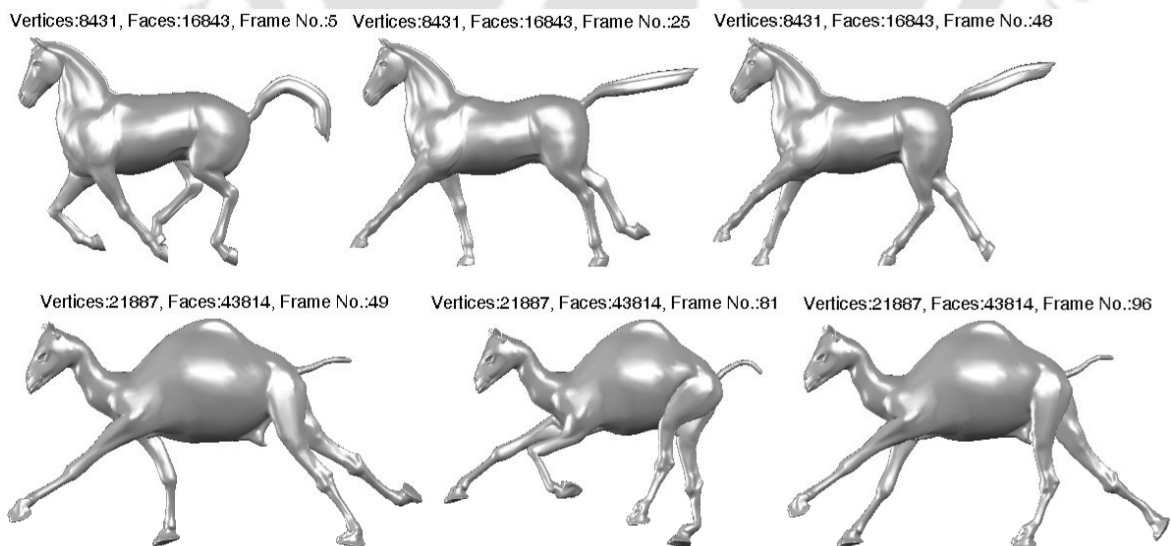 Vertices:8431, Faces:16843, Frame No.:5
Vertices:8431, Faces:16843, Frame No.:25
Vertices:8431, Faces:16843, Frame No.:48
Vertices:21887, Faces:43814, Frame No.:49
Vertices:21887, Faces:43814, Frame No.:81
Vertices:21887, Faces:43814, Frame No.:96